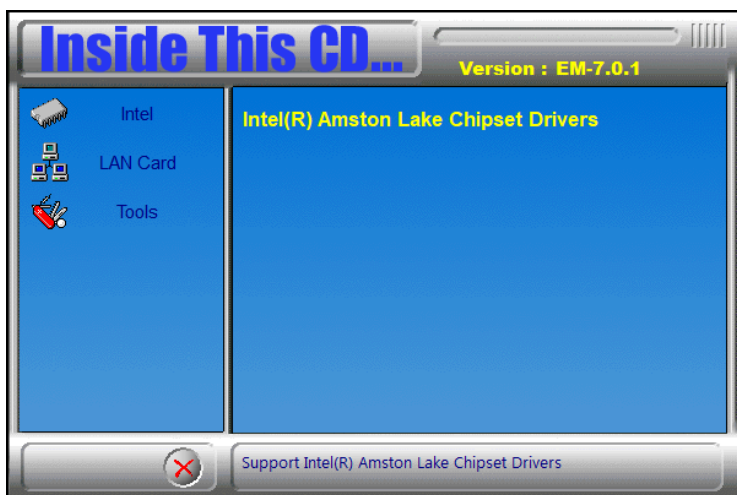 Inside This CD...
Version : EM-7.0.1
Intel
LAN Card
Tools
Intel(R) Amston Lake Chipset Drivers
Support Intel(R) Amston Lake Chipset Drivers